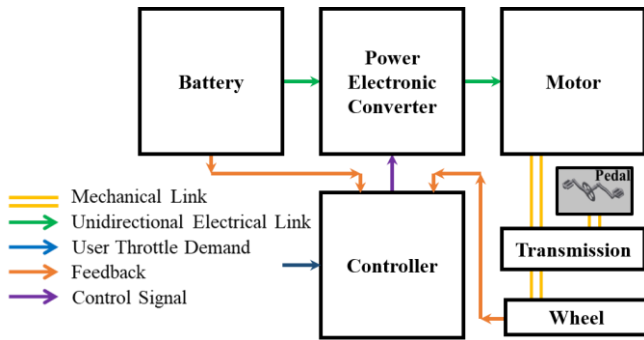 Battery
Power
Electronic
Converter
Motor
Pedal
Mechanical Link
Unidirectional Electrical Link
User Throttle Demand
Feedback
Control Signal
Controller
Transmission
Wheel